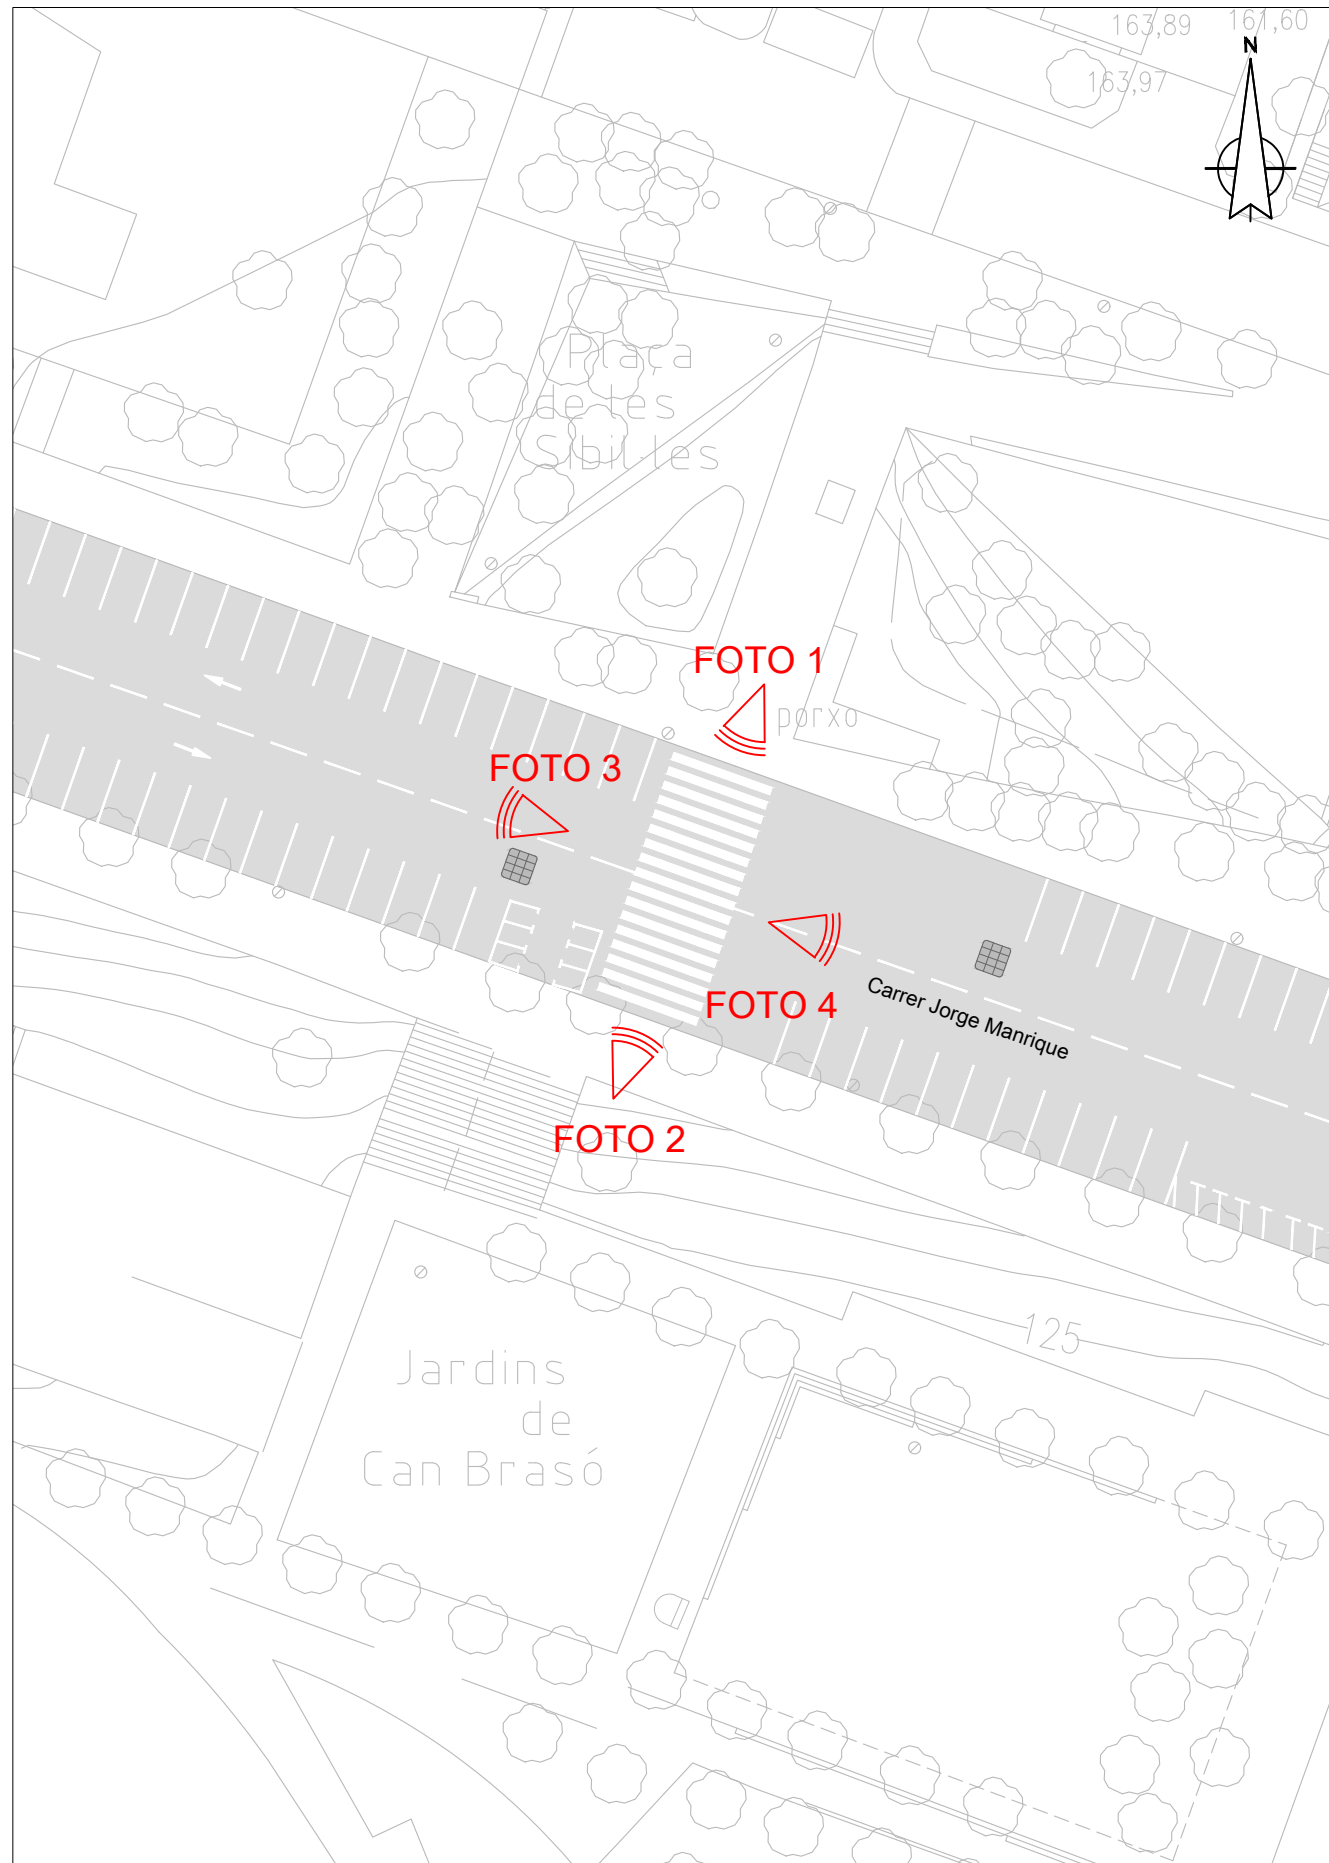 163,89
161,60
N
163,97
Plaça
de les
Sibil·les
FOTO 1
porxo
FOTO 3
FOTO 4
Carrer Jorge Manrique
FOTO 2
125
Jardins
de
Can Brasó